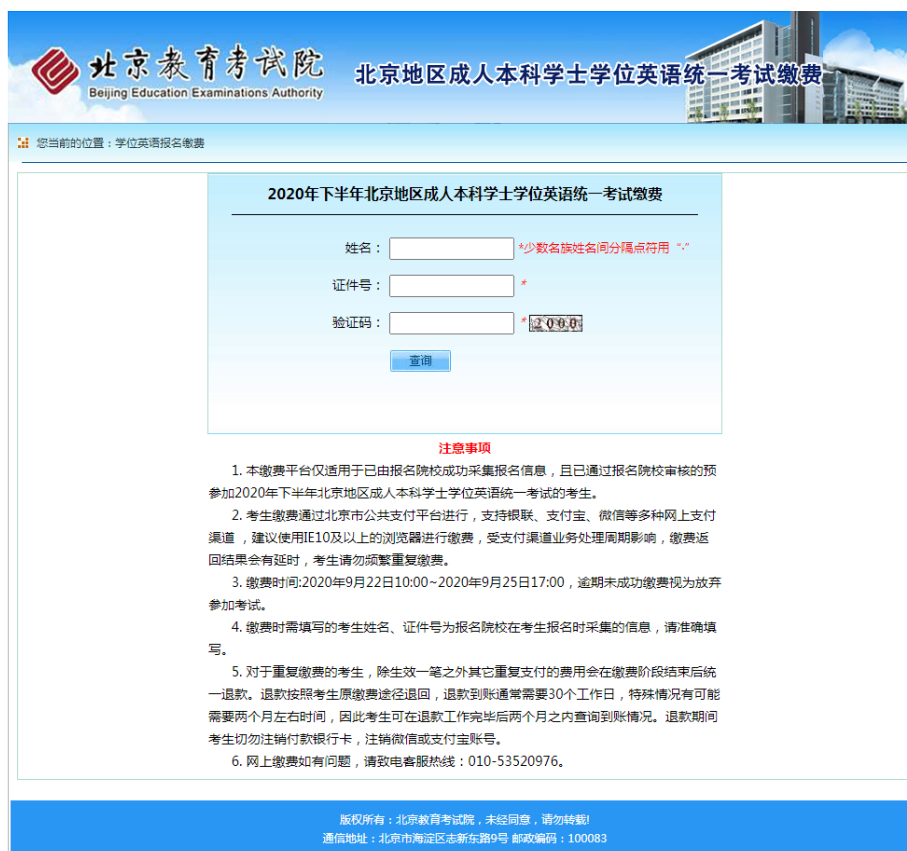 北京教育考试院
Beijing Education Examinations Authority
北京地区成人本科学士学位英语统一考试缴费
您当前的位置：学位英语报名缴费
2020年下半年北京地区成人本科学士学位英语统一考试缴费
姓名：
*少数名族姓名间分隔点符用“·”
证件号：
*
验证码：
* 2000
查询
注意事项
1. 本缴费平台仅适用于已由报名院校成功采集报名信息，且已通过报名院校审核的预
参加2020年下半年北京地区成人本科学士学位英语统一考试的考生。
2. 考生缴费通过北京市公共支付平台进行，支持银联、支付宝、微信等多种网上支付
渠道 ，建议使用IE10及以上的浏览器进行缴费，受支付渠道业务处理周期影响，缴费返
回结果会有延时，考生请勿频繁重复缴费。
3. 缴费时间:2020年9月22日10:00~2020年9月25日17:00，逾期未成功缴费视为放弃
参加考试。
4. 缴费时需填写的考生姓名、证件号为报名院校在考生报名时采集的信息，请准确填
写。
5. 对于重复缴费的考生，除生效一笔之外其它重复支付的费用会在缴费阶段结束后统
一退款。退款按照考生原缴费途径退回，退款到账通常需要30个工作日，特殊情况有可能
需要两个月左右时间，因此考生可在退款工作完毕后两个月之内查询到账情况。退款期间
考生切勿注销付款银行卡，注销微信或支付宝账号。
6. 网上缴费如有问题，请致电客服热线：010-53520976。
版权所有：北京教育考试院，未经同意，请勿转载!
通信地址：北京市海淀区志新东路9号 邮政编码：100083